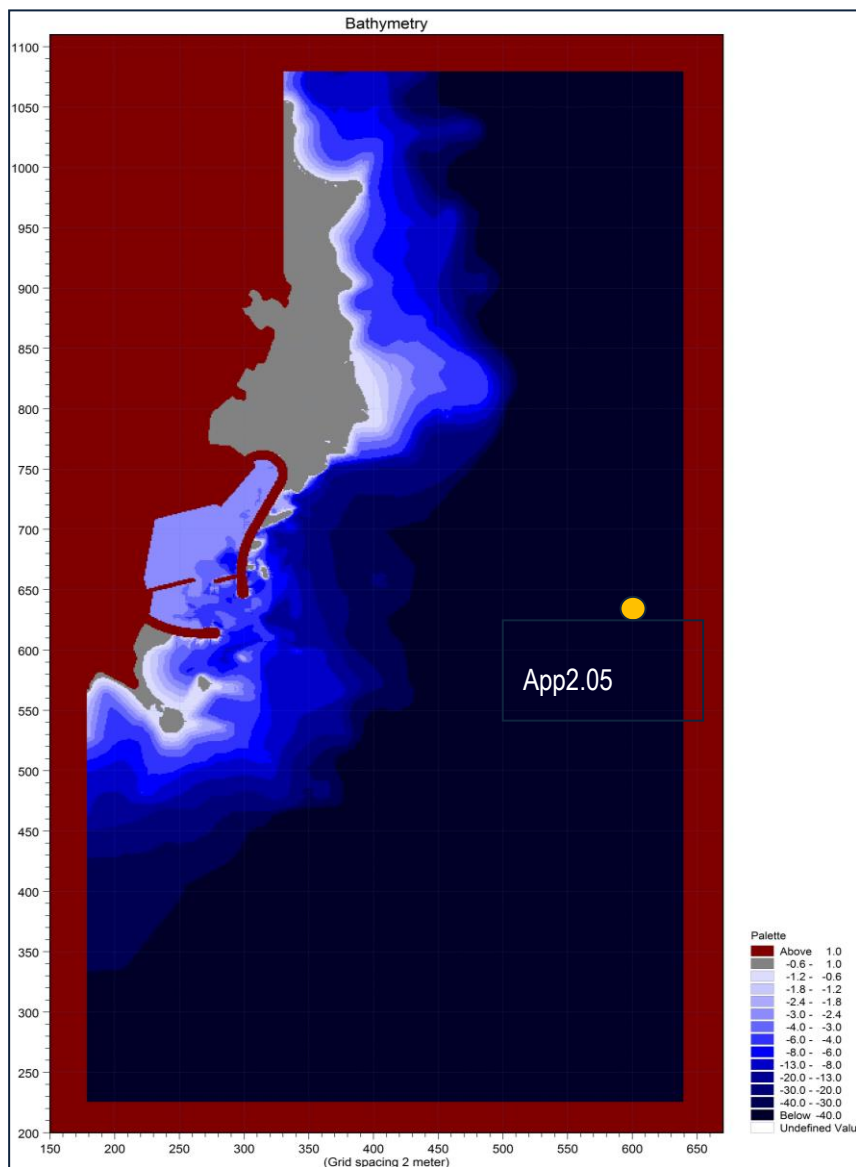 Bathymetry
1100
1050
1000
950
900
850
800
750
700
650
600
550
500
450
400
350
300
250
200
App2.05
150 200 250 300 350 400 450 500 550 600 650
(Grid spacing 2 meter)
Palette
Above 1.0
-0.6 - 1.0
-1.2 - -0.6
-1.8 - -1.2
-2.4 - -1.8
-3.0 - -2.4
-4.0 - -3.0
-6.0 - -4.0
-8.0 - -6.0
-13.0 - -8.0
-20.0 - -13.0
-30.0 - -20.0
-40.0 - -30.0
Below -40.0
Undefined Valu